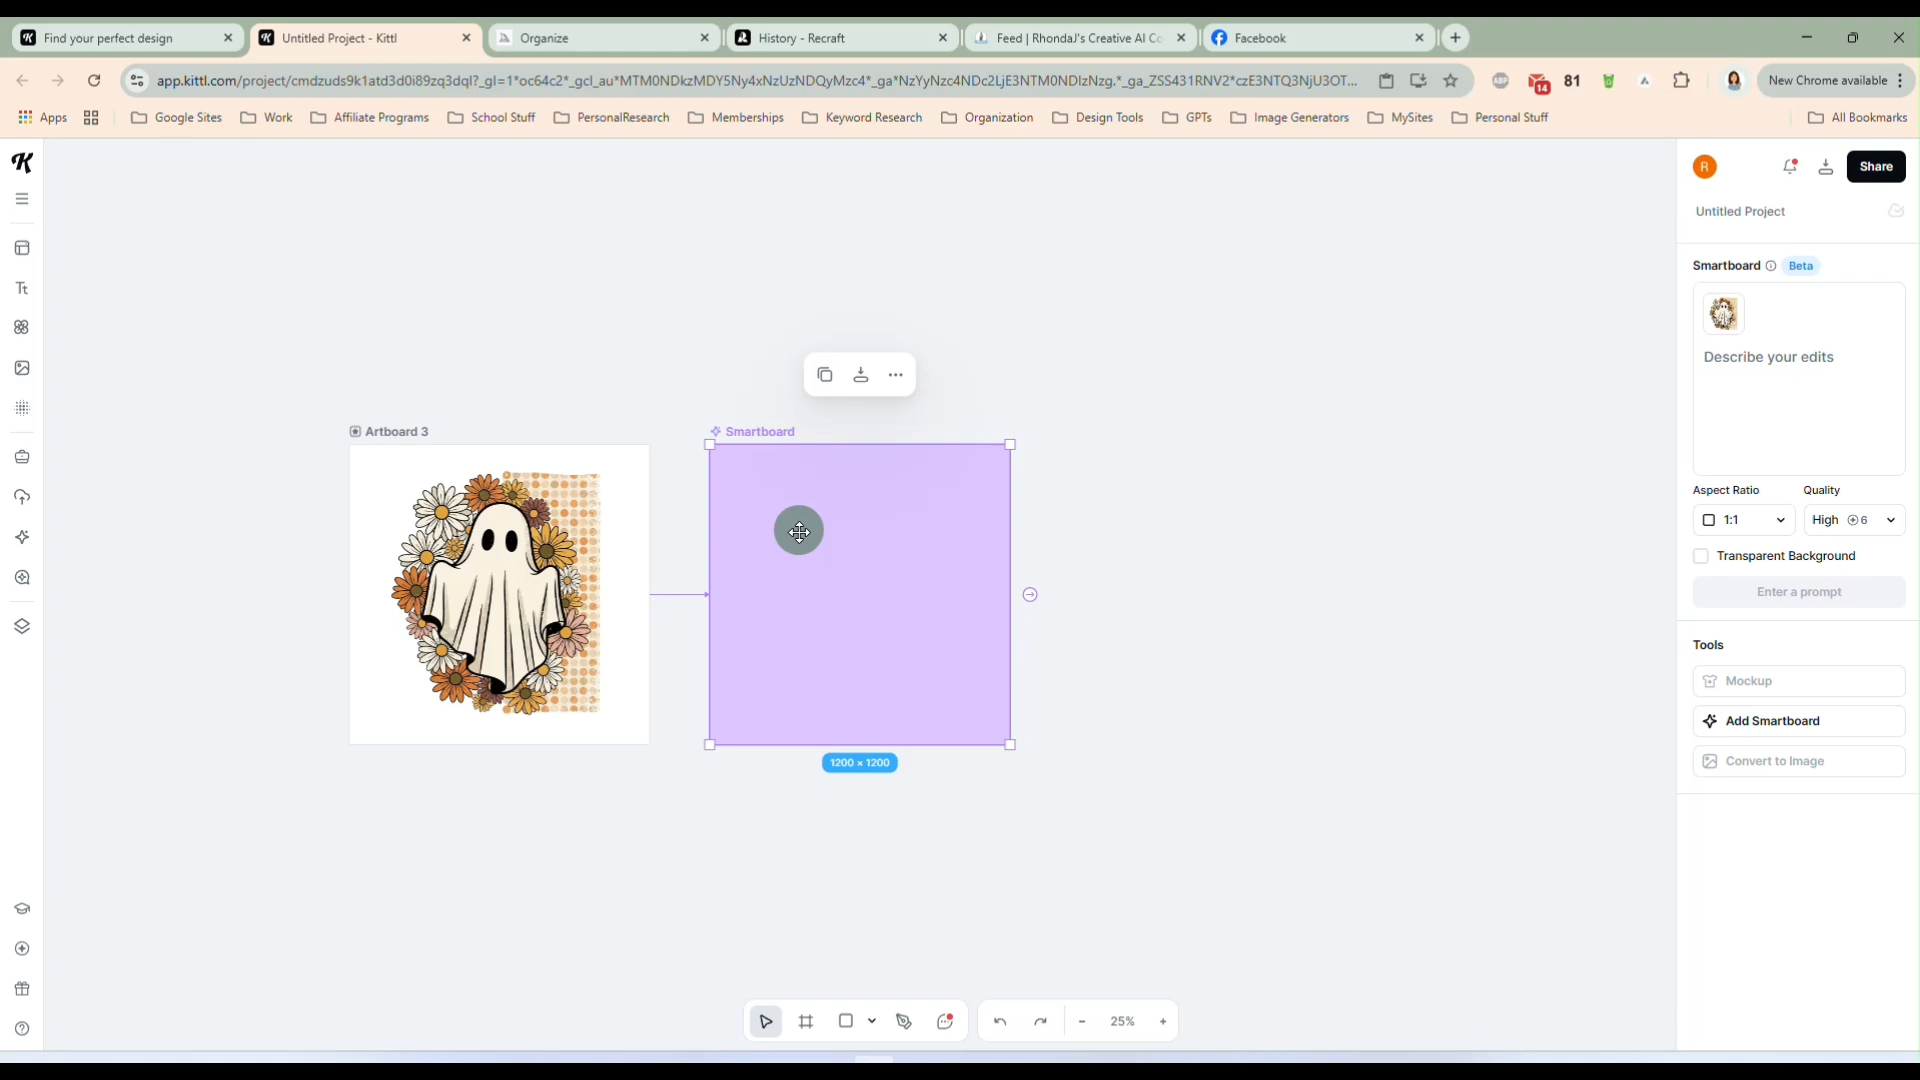 Find your perfect design
Untitled Project - Kittl
Organize
History - Recraft
Feed | RhondaJ's Creative AI Co
Facebook
app.kittl.com/project/cmdzuds9k1atd3d0i89zq3dql?_gl=1*oc64c2*_gcl_au*MTM0NDkzMDY5Ny4xNzUzNDQyMzc4*_ga*NzYyNzc4NDc2LjE3NTM0NDIzNzg.*_ga_ZSS431RNV2*czE3NTQ3NjU3OT...
ABP
14
81
New Chrome available
Apps
Google Sites
Work
Affiliate Programs
School Stuff
PersonalResearch
Memberships
Keyword Research
Organization
Design Tools
GPTs
Image Generators
MySites
Personal Stuff
All Bookmarks
R
Share
Untitled Project
Smartboard
Beta
Describe your edits
Aspect Ratio
Quality
1:1
High 6
Transparent Background
Enter a prompt
Tools
Mockup
Add Smartboard
Convert to Image
Artboard 3
Smartboard
1200 × 1200
25%